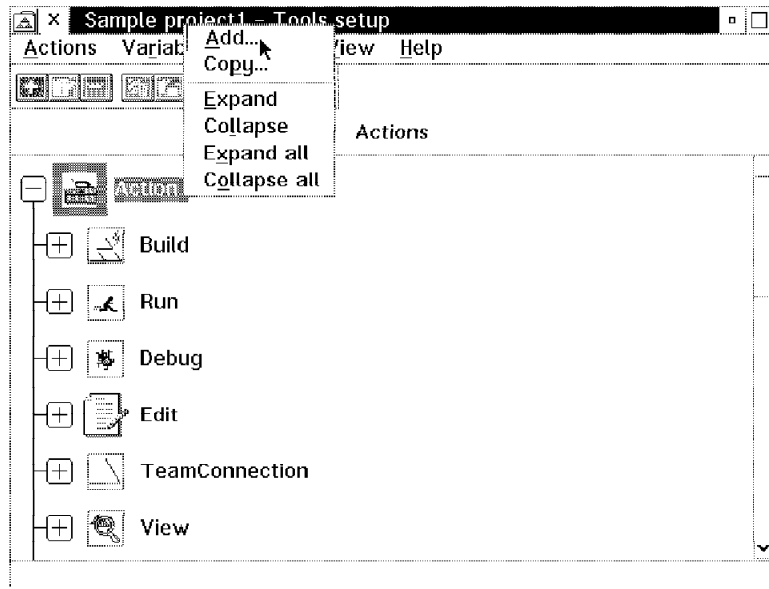 Sample project1 - Tools setup
Actions Variab iew Help
Add...
Copy...
Expand
Collapse
Expand all
Collapse all
Actions
Action
Build
Run
Debug
Edit
TeamConnection
View